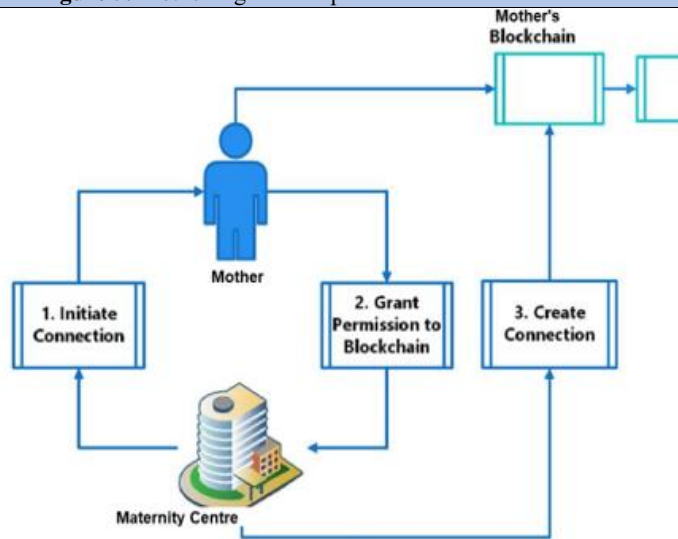 Mother's
Blockchain
Mother
1. Initiate
Connection
2. Grant
Permission to
Blockchain
3. Create
Connection
Maternity Centre